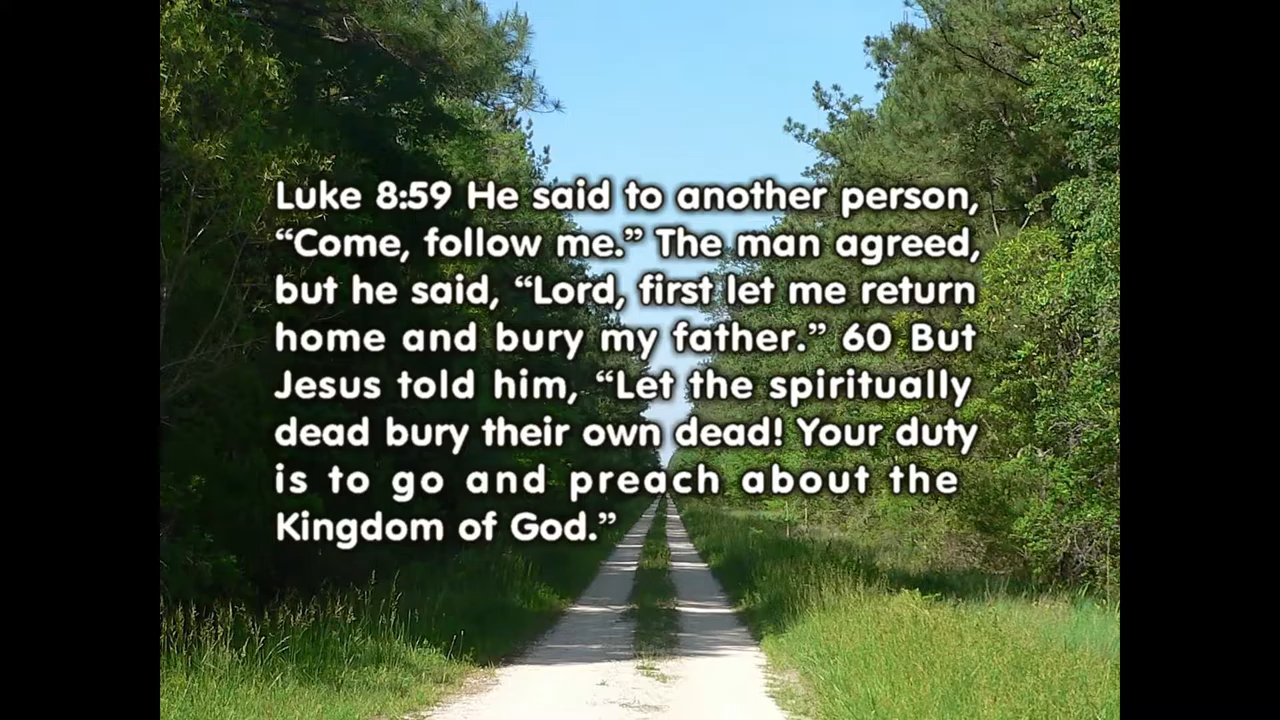 Luke 8:59 He said to another person,
“Come, follow me.” The man agreed,
but he said, “Lord, first let me return
home and bury my father.” 60 But
Jesus told him, “Let the spiritually
dead bury their own dead! Your duty
is to go and preach about the
Kingdom of God.”